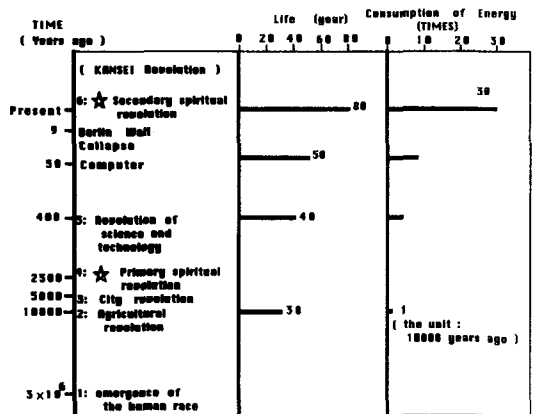 TIME
( Years ago )
Life (year)
0 20 40 60 80
Consumption of Energy
(TIMES)
0 10 20 30
( KANSEI Revolution )
Present
6: ☆ Secondary spiritual
revolution
80
30
9
Berlin Wall
Collapse
50
Computer
50
400
5: Revolution of
science and
technology
40
2500
4: ☆ Primary spiritual
revolution
5000
3: City revolution
10000
2: Agricultural
revolution
30
1
( the unit :
10000 years ago )
3×10⁶
1: emergence of
the human race